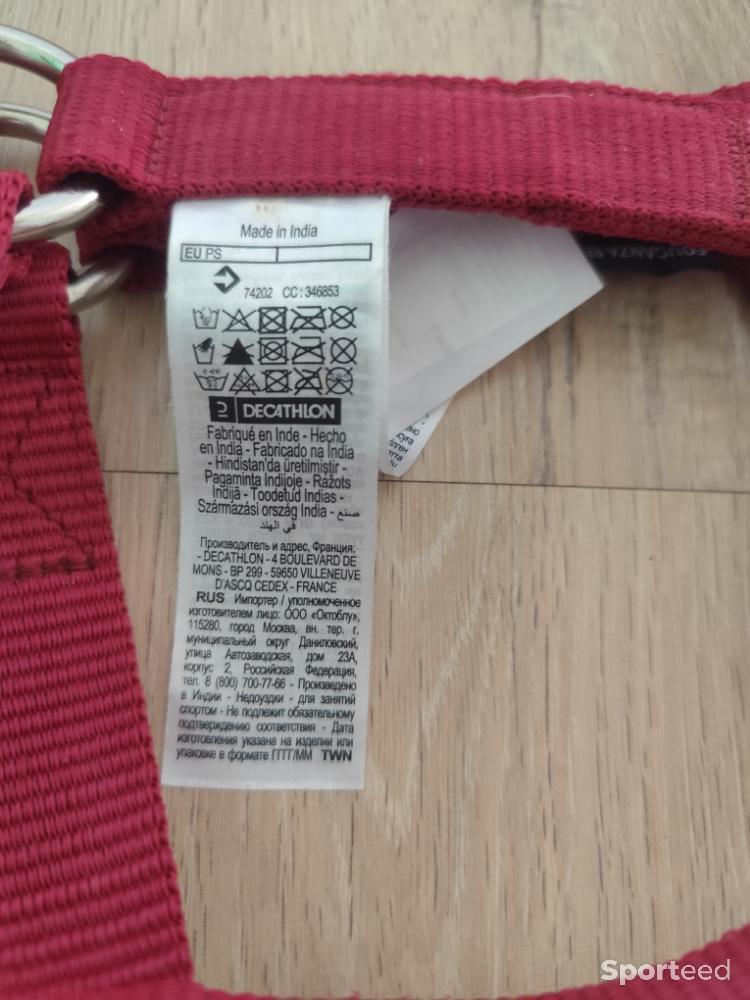 Made in India
EU PS
74202 CC : 346853
DECATHLON
Fabriqué en Inde - Hecho
en India - Fabricado na India
- Hindistan'da üretilmiştir -
Pagaminta Indijoje - Ražots
Indijā - Toodetud Indias -
Származási ország India - صنع
في الهند
Производитель и адрес, Франция:
- DECATHLON - 4 BOULEVARD DE
MONS - BP 299 - 59650 VILLENEUVE
D'ASCQ CEDEX - FRANCE
RUS Импортер / уполномоченное
изготовителем лицо: ООО «Октоблу»,
115280, город Москва, вн. тер. г.
муниципальный округ Даниловский,
улица Автозаводская, дом 23А,
корпус 2, Российская Федерация,
тел. 8 (800) 700-77-66 - Произведено
в Индии - Недоуздки - для занятий
спортом - Не подлежит обязательному
подтверждению соответствия - Дата
изготовления указана на изделии или
упаковке в формате ГГГГ/ММ TWN
Sporteed